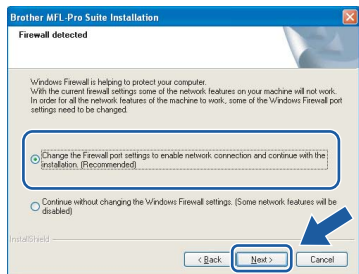 Brother MFL-Pro Suite Installation
Firewall detected
Windows Firewall is helping to protect your computer.
With the current firewall settings some of the network features on your machine will not work.
In order for all the network features of the machine to work, some of the Windows Firewall port
settings need to be changed.
Change the Firewall port settings to enable network connection and continue with the
installation. (Recommended)
Continue without changing the Windows Firewall settings. (Some network features will be
disabled)
InstallShield
< Back
Next >
Cancel